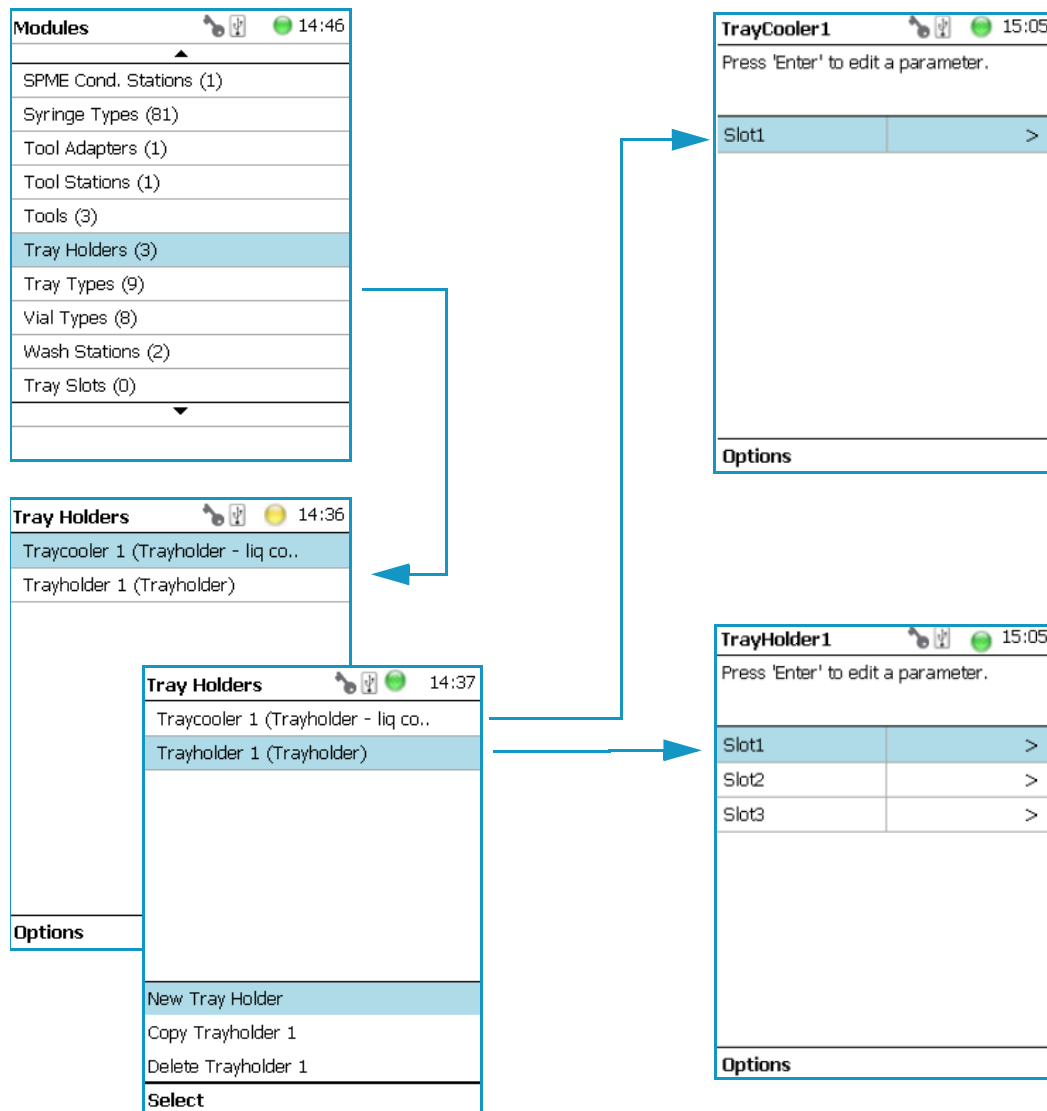 Modules 14:46
SPME Cond. Stations (1)
Syringe Types (81)
Tool Adapters (1)
Tool Stations (1)
Tools (3)
Tray Holders (3)
Tray Types (9)
Vial Types (8)
Wash Stations (2)
Tray Slots (0)
Tray Holders 14:36
Traycooler 1 (Trayholder - liq co..
Trayholder 1 (Trayholder)
Options
Tray Holders 14:37
Traycooler 1 (Trayholder - liq co..
Trayholder 1 (Trayholder)
New Tray Holder
Copy Trayholder 1
Delete Trayholder 1
Select
TrayCooler1 15:05
Press 'Enter' to edit a parameter.
Slot1 >
Options
TrayHolder1 15:05
Press 'Enter' to edit a parameter.
Slot1 >
Slot2 >
Slot3 >
Options